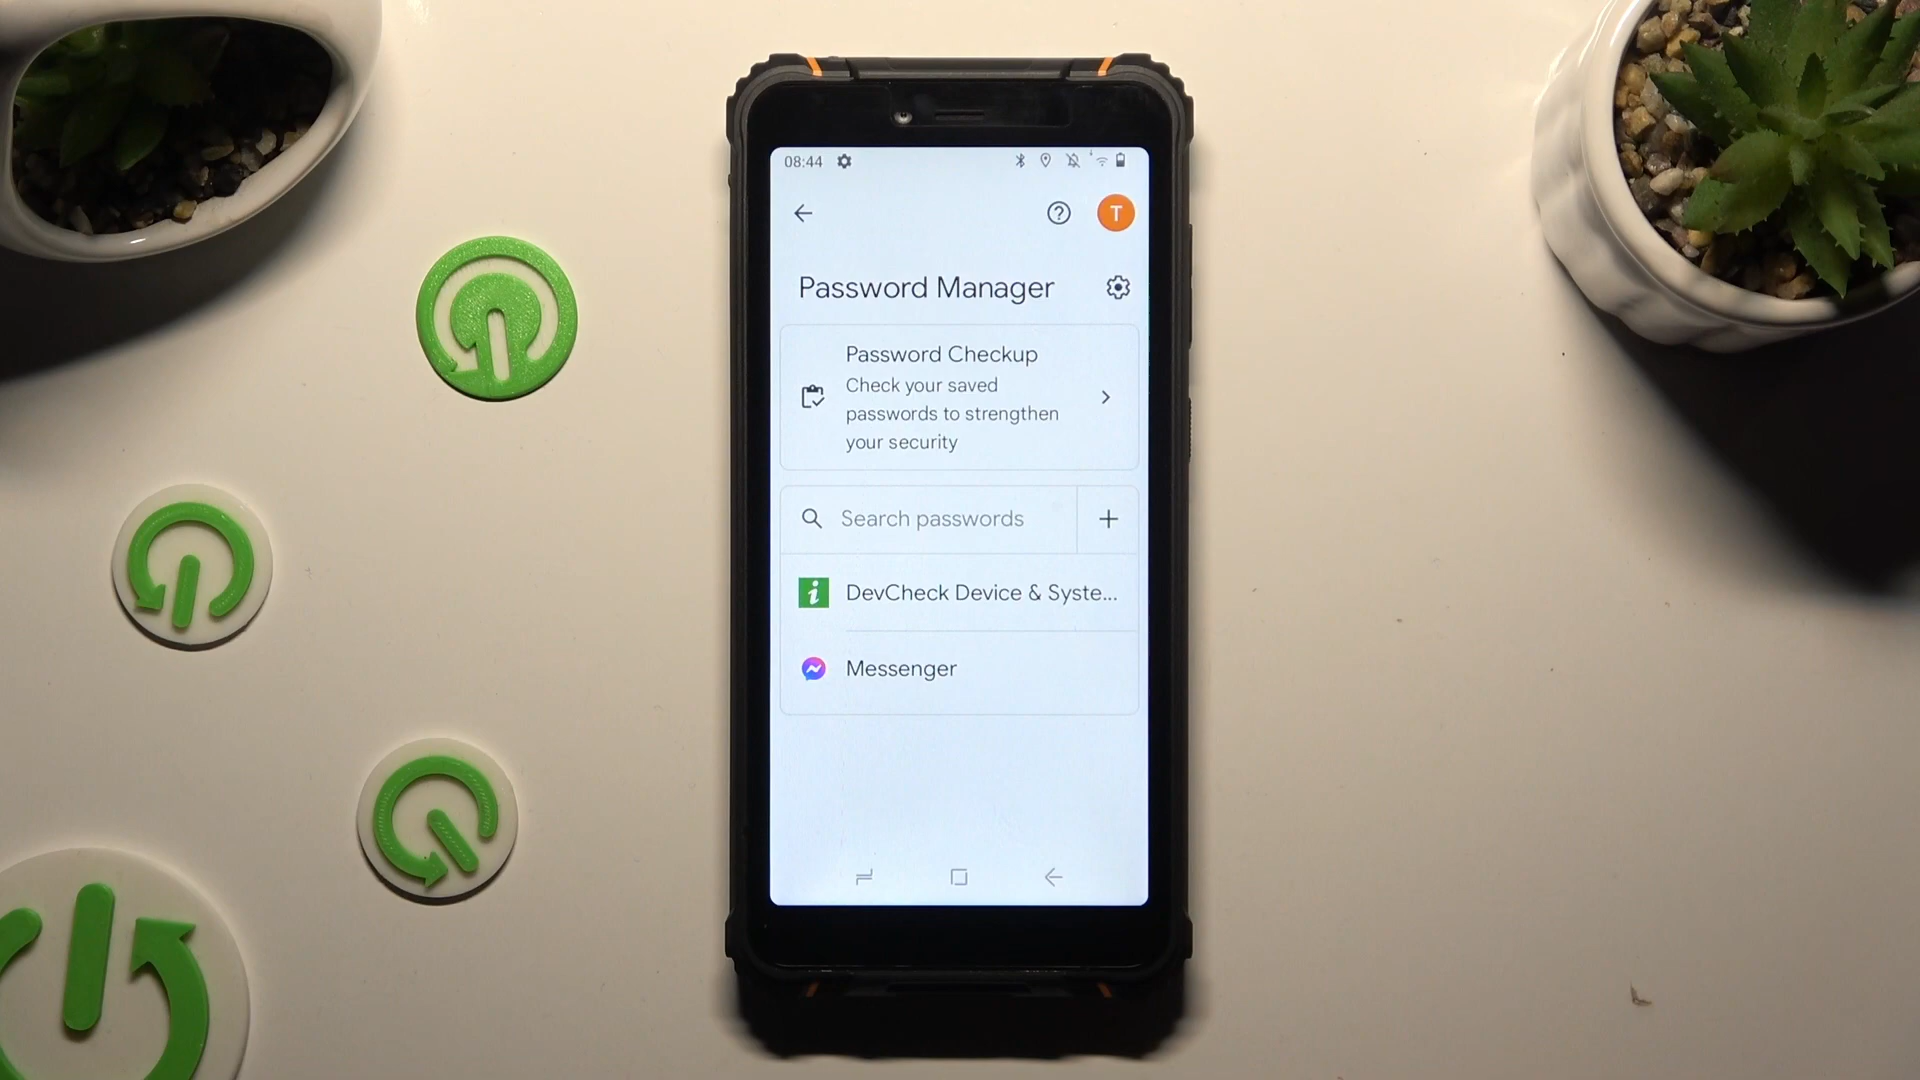 08:44
T
Password Manager
Password Checkup
Check your saved
passwords to strengthen
your security
Search passwords
DevCheck Device & Syste...
Messenger